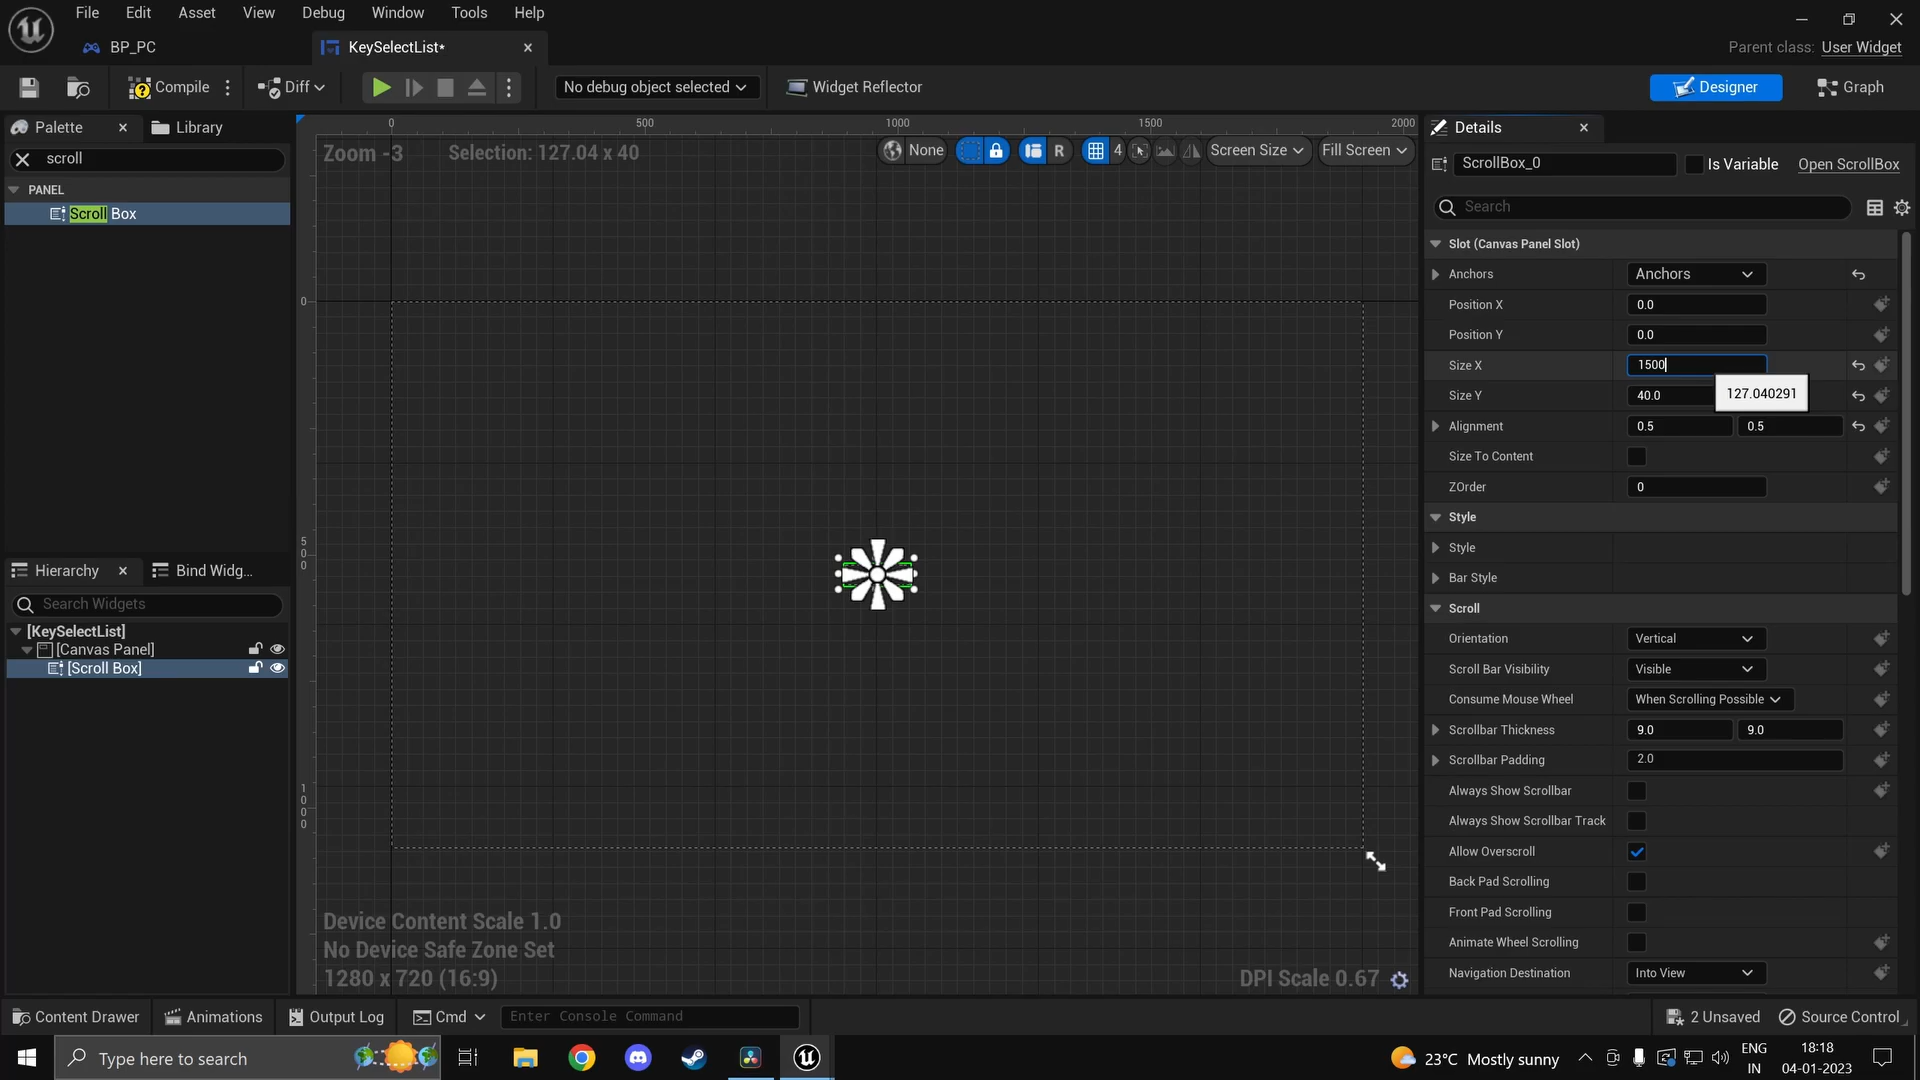 File Edit Asset View Debug Window Tools Help
BP_PC
KeySelectList*
Parent class: User Widget
Compile
Diff
No debug object selected
Widget Reflector
Designer
Graph
Palette
Library
scroll
PANEL
Scroll Box
0 500 1000 1500 2000
Zoom -3
Selection: 127.04 x 40
None
R
4
Screen Size
Fill Screen
0
500
1000
Device Content Scale 1.0
No Device Safe Zone Set
1280 x 720 (16:9)
DPI Scale 0.67
Hierarchy
Bind Widg...
Search Widgets
[KeySelectList]
[Canvas Panel]
[Scroll Box]
Details
ScrollBox_0
Is Variable
Open ScrollBox
Search
Slot (Canvas Panel Slot)
Anchors Anchors
Position X 0.0
Position Y 0.0
Size X 1500
127.040291
Size Y 40.0
Alignment 0.5 0.5
Size To Content
ZOrder 0
Style
Style
Bar Style
Scroll
Orientation Vertical
Scroll Bar Visibility Visible
Consume Mouse Wheel When Scrolling Possible
Scrollbar Thickness 9.0 9.0
Scrollbar Padding 2.0
Always Show Scrollbar
Always Show Scrollbar Track
Allow Overscroll
Back Pad Scrolling
Front Pad Scrolling
Animate Wheel Scrolling
Navigation Destination Into View
Content Drawer
Animations
Output Log
Cmd
Enter Console Command
2 Unsaved
Source Control
Type here to search
23°C Mostly sunny
ENG
IN
18:18
04-01-2023